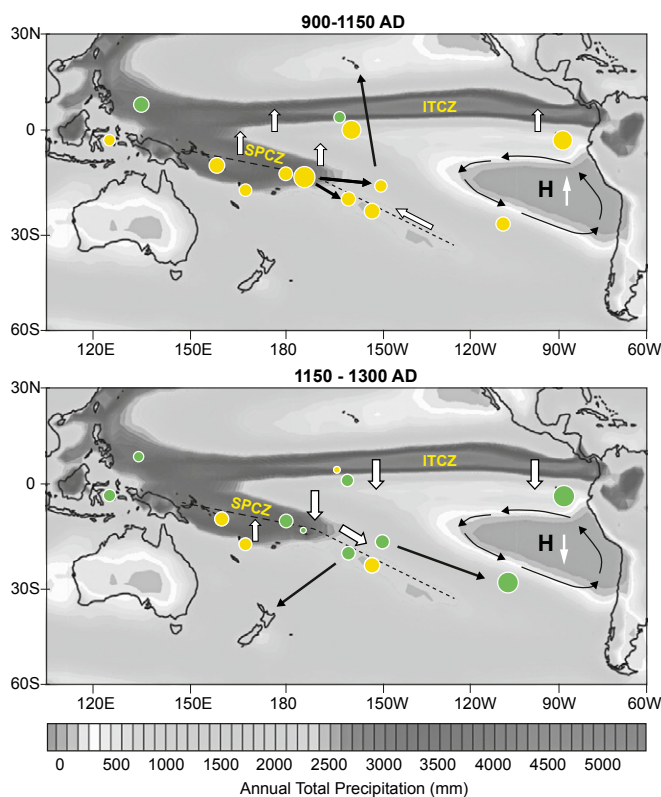 900-1150 AD
30N
0
30S
60S
ITCZ
SPCZ
H
120E 150E 180 150W 120W 90W 60W
1150 - 1300 AD
30N
0
30S
60S
ITCZ
SPCZ
H
120E 150E 180 150W 120W 90W 60W
0 500 1000 1500 2000 2500 3000 3500 4000 4500 5000
Annual Total Precipitation (mm)